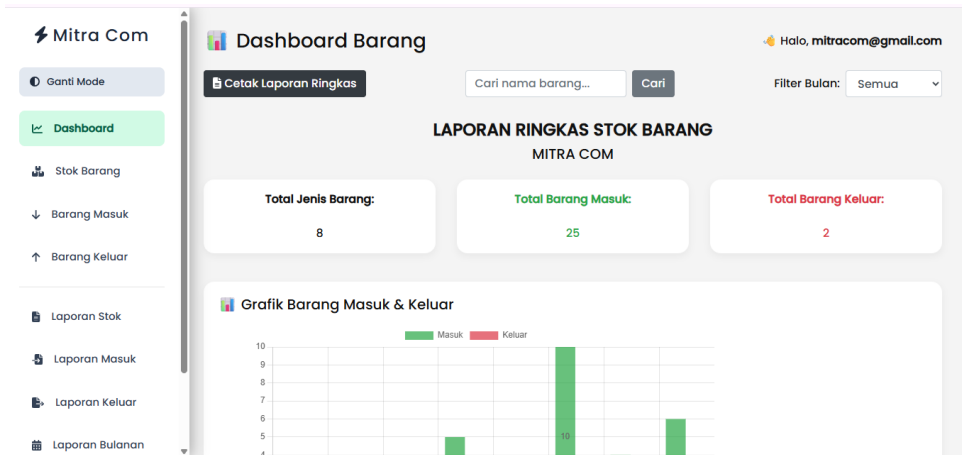 Mitra Com
Ganti Mode
Dashboard
Stok Barang
Barang Masuk
Barang Keluar
Laporan Stok
Laporan Masuk
Laporan Keluar
Laporan Bulanan
Dashboard Barang
Halo, mitracom@gmail.com
Cetak Laporan Ringkas
Cari nama barang...
Cari
Filter Bulan:
Semua
LAPORAN RINGKAS STOK BARANG
MITRA COM
Total Jenis Barang:
8
Total Barang Masuk:
25
Total Barang Keluar:
2
Grafik Barang Masuk & Keluar
Masuk
Keluar
10
9
8
7
6
5
4
10